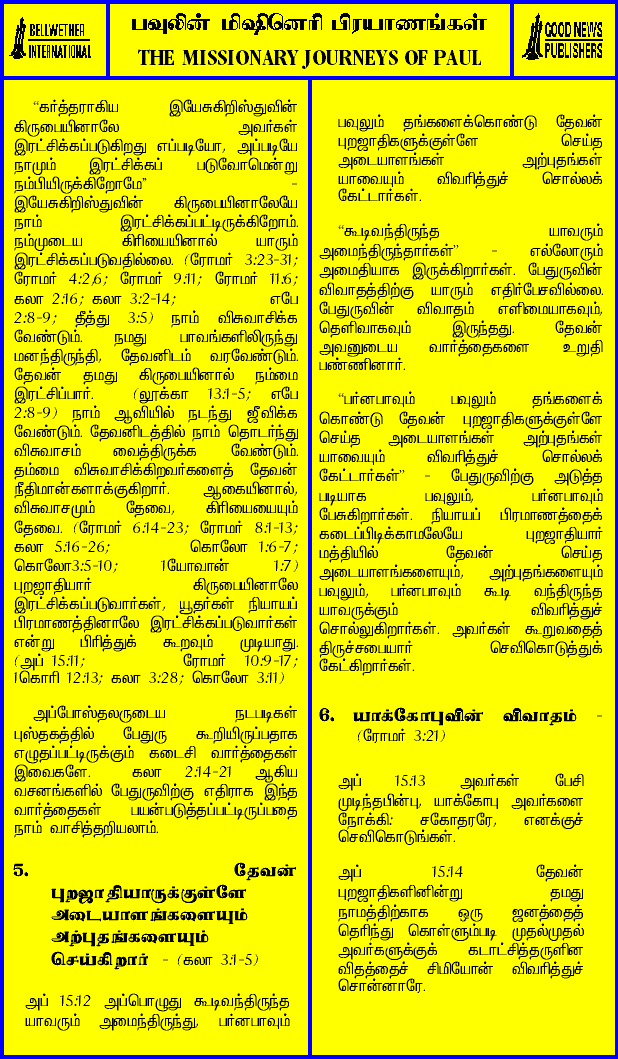 BELLWETHER
INTERNATIONAL
பவுலின் மிஷினெரி பிரயாணங்கள்
THE MISSIONARY JOURNEYS OF PAUL
GOOD NEWS
PUBLISHERS
“கர்த்தராகிய இயேசுகிறிஸ்துவின்
கிருபையினாலே அவர்கள்
இரட்சிக்கப்படுகிறது எப்படியோ, அப்படியே
நாமும் இரட்சிக்கப் படுவோமென்று
நம்பியிருக்கிறோமே” -
இயேசுகிறிஸ்துவின் கிருபையினாலேயே
நாம் இரட்சிக்கப்பட்டிருக்கிறோம்.
நம்முடைய கிரியையினால் யாரும்
இரட்சிக்கப்படுவதில்லை. (ரோமர் 3:23-31;
ரோமர் 4:2,6; ரோமர் 9:11; ரோமர் 11:6;
கலா 2:16; கலா 3:2-14; எபே
2:8-9; தீத்து 3:5) நாம் விசுவாசிக்க
வேண்டும். நமது பாவங்களிலிருந்து
மனந்திருந்தி, தேவனிடம் வரவேண்டும்.
தேவன் தமது கிருபையினால் நம்மை
இரட்சிப்பார். (லூக்கா 13:1-5; எபே
2:8-9) நாம் ஆவியில் நடந்து ஜீவிக்க
வேண்டும். தேவனிடத்தில் நாம் தொடர்ந்து
விசுவாசம் வைத்திருக்க வேண்டும்.
தம்மை விசுவாசிக்கிறவர்களைத் தேவன்
நீதிமான்களாக்குகிறார். ஆகையினால்,
விசுவாசமும் தேவை, கிரியையையும்
தேவை. (ரோமர் 6:14-23; ரோமர் 8:1-13;
கலா 5:16-26; கொலோ 1:6-7;
கொலோ3:5-10; 1யோவான் 1:7)
புறஜாதியார் கிருபையினாலே
இரட்சிக்கப்படுவார்கள், யூதர்கள் நியாயப்
பிரமாணத்தினாலே இரட்சிக்கப்படுவார்கள்
என்று பிரித்துக் கூறவும் முடியாது.
(அப் 15:11; ரோமர் 10:9-17;
1கொரி 12:13; கலா 3:28; கொலோ 3:11)
அப்போஸ்தலருடைய நடபடிகள்
புஸ்தகத்தில் பேதுரு கூறியிருப்பதாக
எழுதப்பட்டிருக்கும் கடைசி வார்த்தைகள்
இவைகளே. கலா 2:14-21 ஆகிய
வசனங்களில் பேதுருவிற்கு எதிராக இந்த
வார்த்தைகள் பயன்படுத்தப்பட்டிருப்பதை
நாம் வாசித்தறியலாம்.
5. தேவன்
புறஜாதியாருக்குள்ளே
அடையாளங்களையும்
அற்புதங்களையும்
செய்கிறார் - (கலா 3:1-5)
அப் 15:12 அப்பொழுது கூடிவந்திருந்த
யாவரும் அமைந்திருந்து, பர்னபாவும்
பவுலும் தங்களைக்கொண்டு தேவன்
புறஜாதிகளுக்குள்ளே செய்த
அடையாளங்கள் அற்புதங்கள்
யாவையும் விவரித்துச் சொல்லக்
கேட்டார்கள்.
“கூடிவந்திருந்த யாவரும்
அமைந்திருந்தார்கள்” - எல்லோரும்
அமைதியாக இருக்கிறார்கள். பேதுருவின்
விவாதத்திற்கு யாரும் எதிர்பேசவில்லை.
பேதுருவின் விவாதம் எளிமையாகவும்,
தெளிவாகவும் இருந்தது. தேவன்
அவனுடைய வார்த்தைகளை உறுதி
பண்ணினார்.
“பர்னபாவும் பவுலும் தங்களைக்
கொண்டு தேவன் புறஜாதிகளுக்குள்ளே
செய்த அடையாளங்கள் அற்புதங்கள்
யாவையும் விவரித்துச் சொல்லக்
கேட்டார்கள்” - பேதுருவிற்கு அடுத்த
படியாக பவுலும், பர்னபாவும்
பேசுகிறார்கள். நியாயப் பிரமாணத்தைக்
கடைப்பிடிக்காமலேயே புறஜாதியார்
மத்தியில் தேவன் செய்த
அடையாளங்களையும், அற்புதங்களையும்
பவுலும், பர்னபாவும் கூடி வந்திருந்த
யாவருக்கும் விவரித்துச்
சொல்லுகிறார்கள். அவர்கள் கூறுவதைத்
திருச்சபையார் செவிகொடுத்துக்
கேட்கிறார்கள்.
6. யாக்கோபுவின் விவாதம் -
(ரோமர் 3:21)
அப் 15:13 அவர்கள் பேசி
முடிந்தபின்பு, யாக்கோபு அவர்களை
நோக்கி: சகோதரரே, எனக்குச்
செவிகொடுங்கள்.
அப் 15:14 தேவன்
புறஜாதிகளினின்று தமது
நாமத்திற்காக ஒரு ஜனத்தைத்
தெரிந்து கொள்ளும்படி முதல்முதல்
அவர்களுக்குக் கடாட்சித்தருளின
விதத்தைச் சிமியோன் விவரித்துச்
சொன்னாரே.